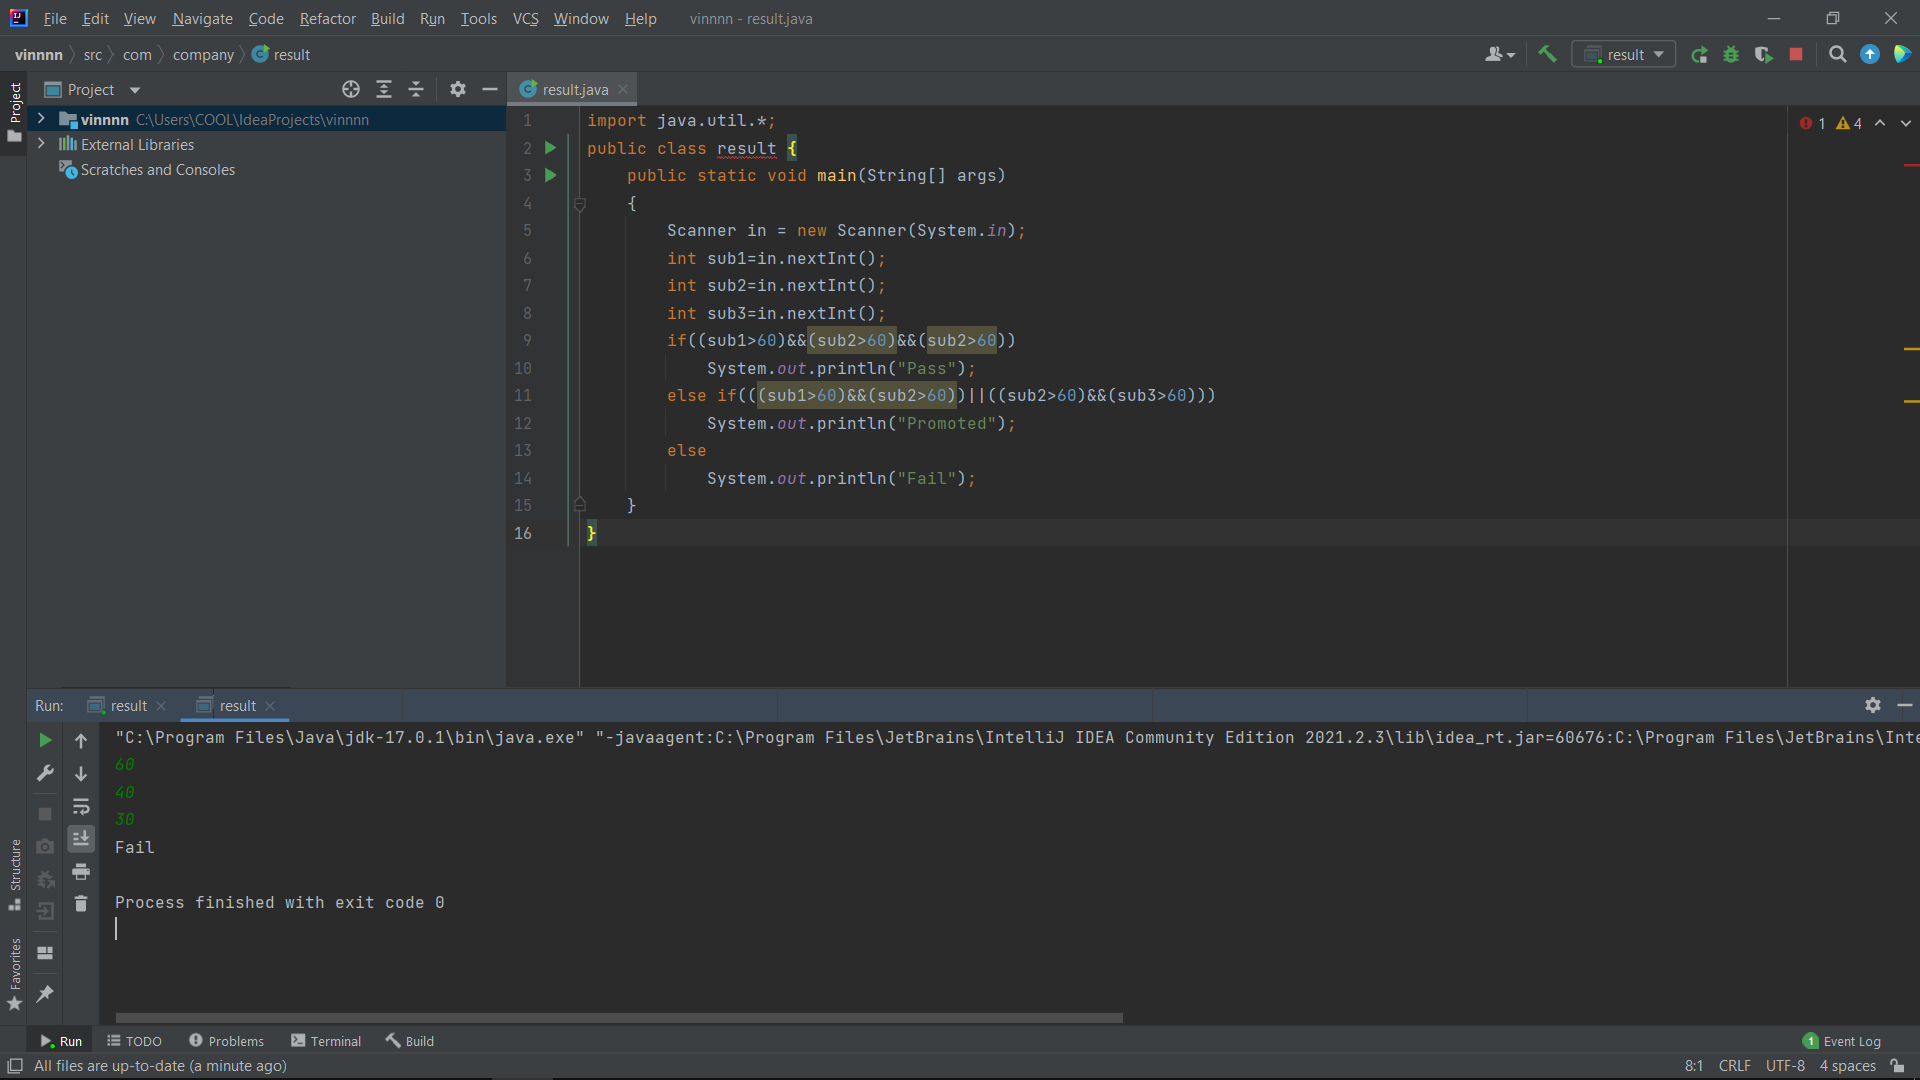 File Edit View Navigate Code Refactor Build Run Tools VCS Window Help vinnnn - result.java
vinnnn src com company result result
Project
Project result.java
vinnnn C:\Users\COOL\IdeaProjects\vinnnn
External Libraries
Scratches and Consoles
1 4
1 import java.util.*;
2 public class result {
3 public static void main(String[] args)
4 {
5 Scanner in = new Scanner(System.in);
6 int sub1=in.nextInt();
7 int sub2=in.nextInt();
8 int sub3=in.nextInt();
9 if((sub1>60)&&(sub2>60)&&(sub2>60))
10 System.out.println("Pass");
11 else if(((sub1>60)&&(sub2>60))||((sub2>60)&&(sub3>60)))
12 System.out.println("Promoted");
13 else
14 System.out.println("Fail");
15 }
16 }
Run: result result
"C:\Program Files\Java\jdk-17.0.1\bin\java.exe" "-javaagent:C:\Program Files\JetBrains\IntelliJ IDEA Community Edition 2021.2.3\lib\idea_rt.jar=60676:C:\Program Files\JetBrains\Inte
60
40
30
Fail
Process finished with exit code 0
Structure
Favorites
Run TODO Problems Terminal Build 1 Event Log
All files are up-to-date (a minute ago) 8:1 CRLF UTF-8 4 spaces